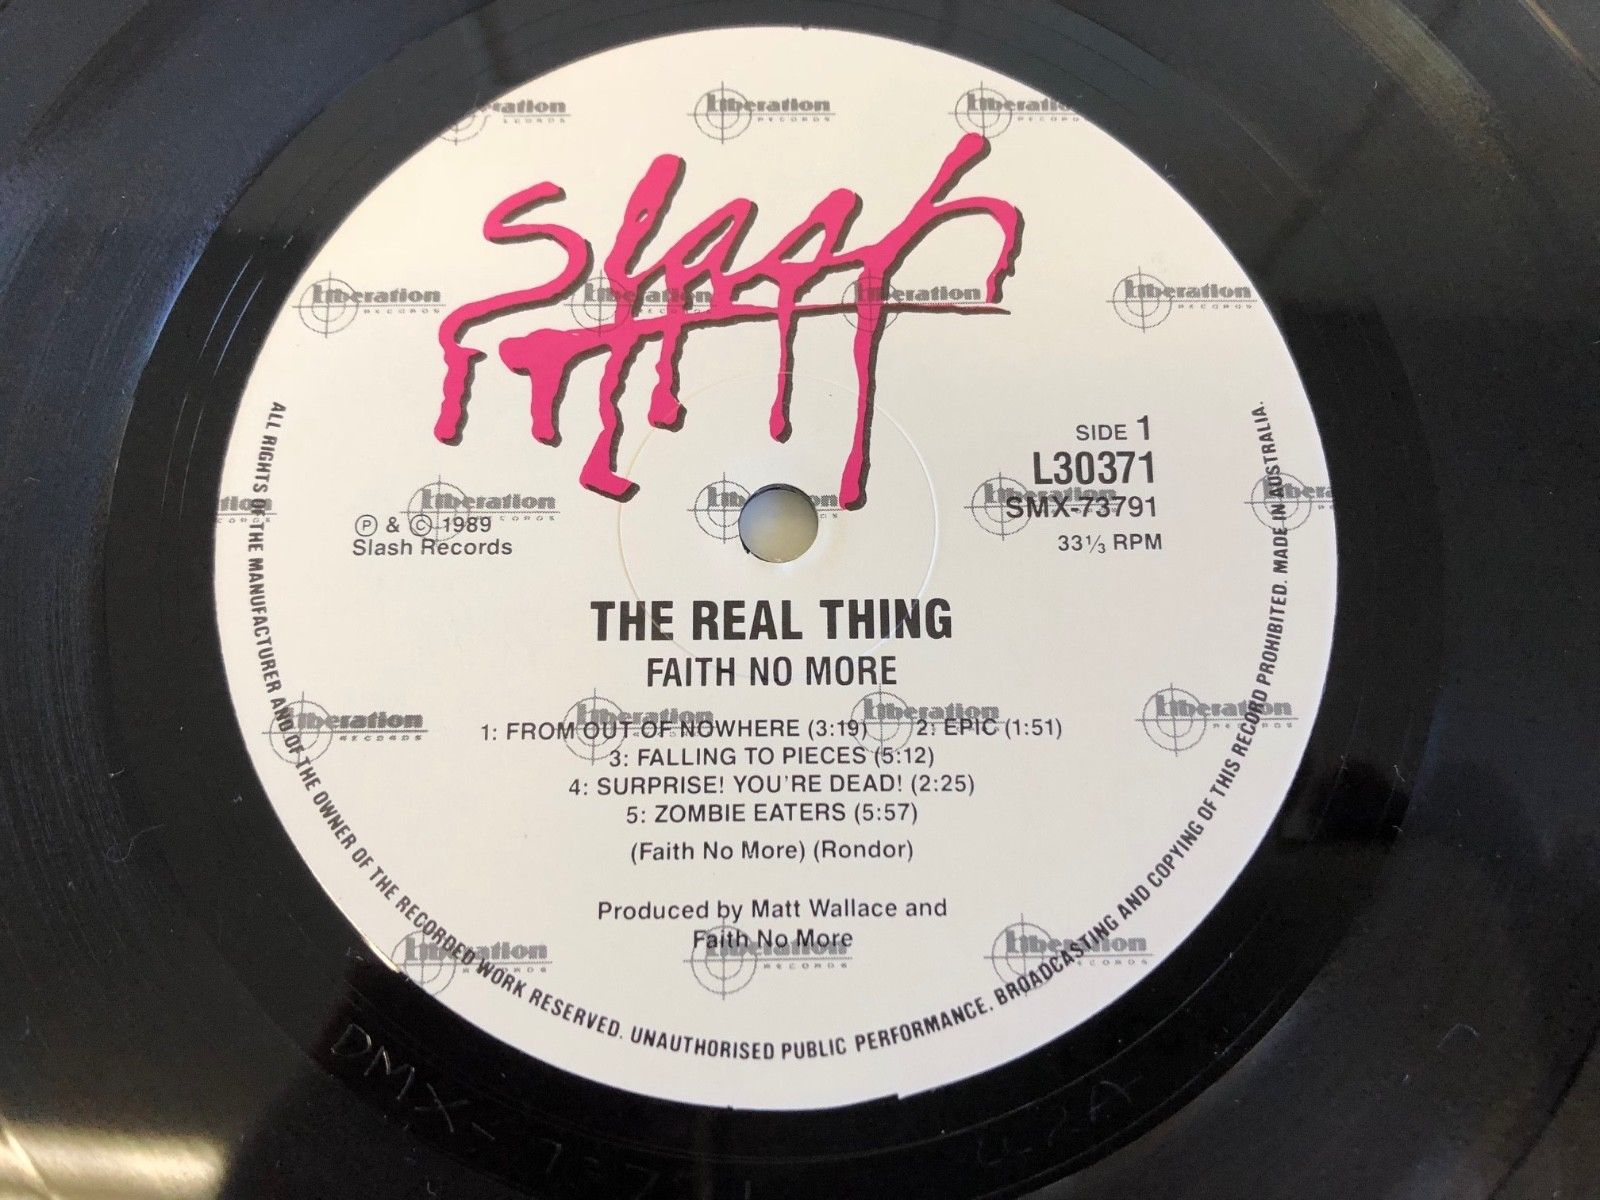 Slash
Liberation RECORDS
SIDE 1
L30371
SMX-73791
33⅓ RPM
Ⓟ & © 1989
Slash Records
THE REAL THING
FAITH NO MORE
1: FROM OUT OF NOWHERE (3:19) 2: EPIC (1:51)
3: FALLING TO PIECES (5:12)
4: SURPRISE! YOU'RE DEAD! (2:25)
5: ZOMBIE EATERS (5:57)
(Faith No More) (Rondor)
Produced by Matt Wallace and
Faith No More
ALL RIGHTS OF THE MANUFACTURER AND OF THE OWNER OF THE RECORDED WORK RESERVED. UNAUTHORISED PUBLIC PERFORMANCE. BROADCASTING AND COPYING OF THIS RECORD PROHIBITED. MADE IN AUSTRALIA.